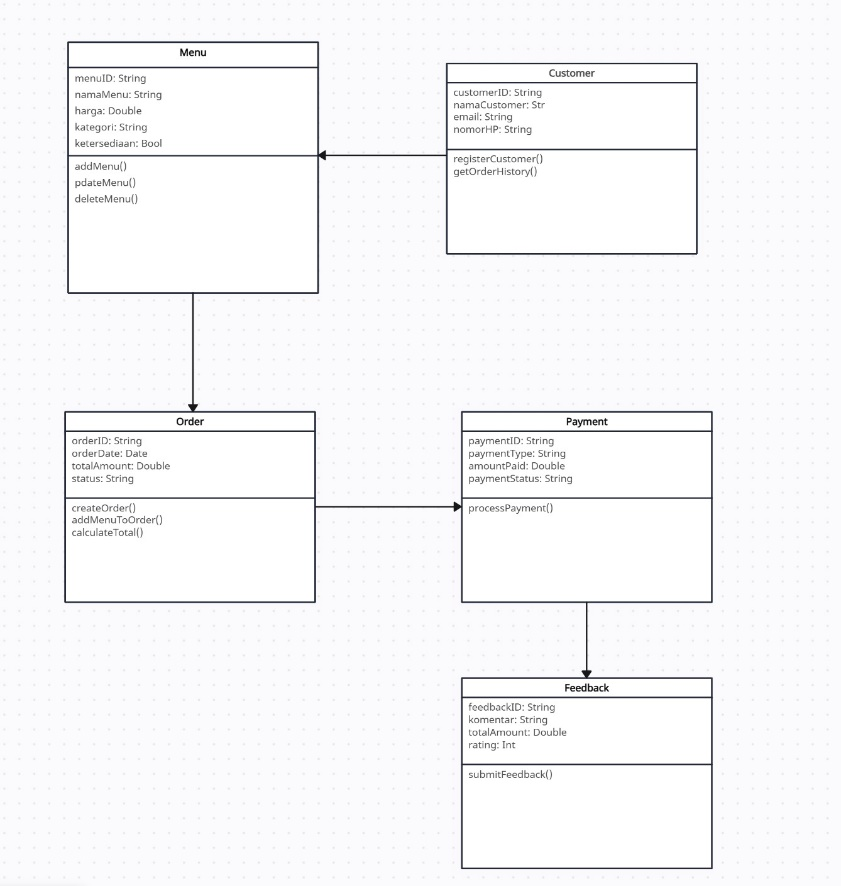 Menu
menuID: String
namaMenu: String
harga: Double
kategori: String
ketersediaan: Bool
addMenu()
pdateMenu()
deleteMenu()
Customer
customerID: String
namaCustomer: Str
email: String
nomorHP: String
registerCustomer()
getOrderHistory()
Order
orderID: String
orderDate: Date
totalAmount: Double
status: String
createOrder()
addMenuToOrder()
calculateTotal()
Payment
paymentID: String
paymentType: String
amountPaid: Double
paymentStatus: String
processPayment()
Feedback
feedbackID: String
komentar: String
totalAmount: Double
rating: Int
submitFeedback()